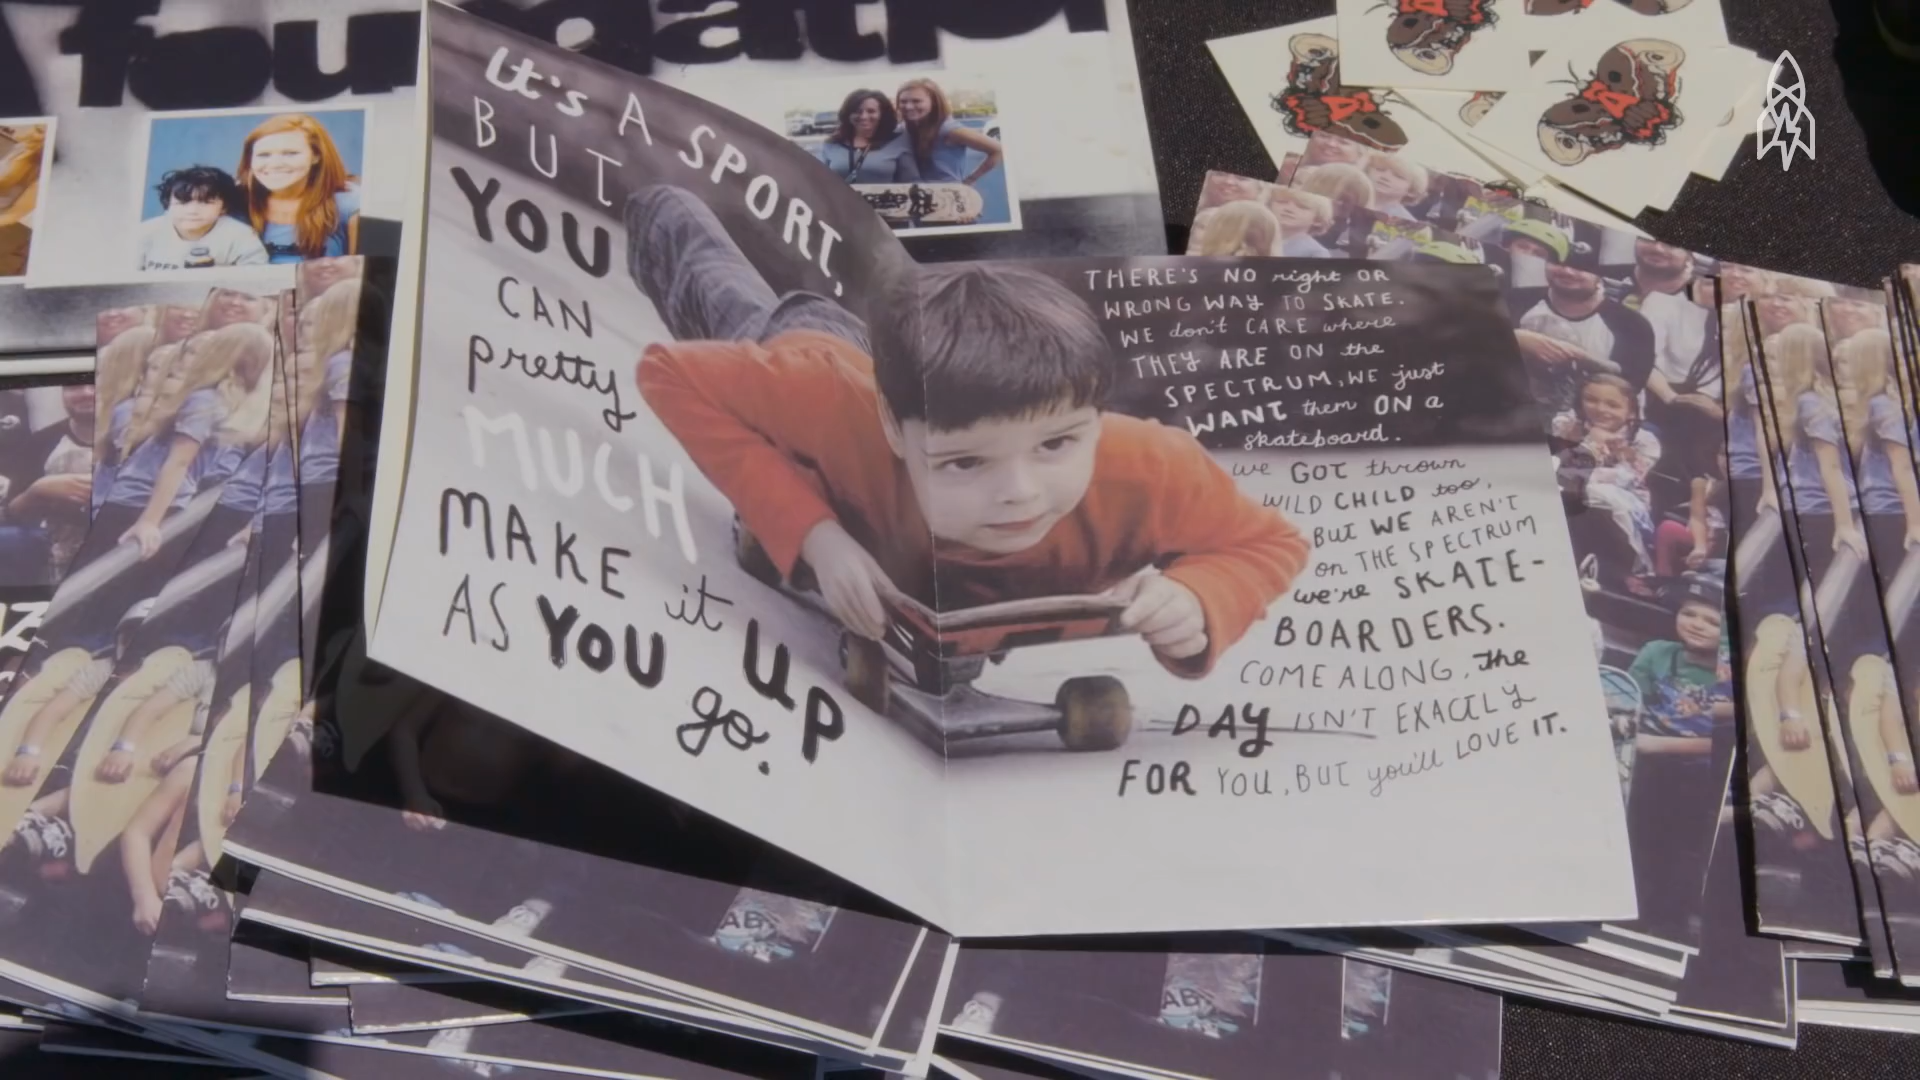 foundation
It's A SPORT,
BUT
YOU
CAN
pretty
MUCH
MAKE it UP
AS YOU go.
THERE'S NO right OR
WRONG WAY TO SKATE.
WE don't CARE where
THEY ARE ON the
SPECTRUM, WE just
WANT them ON a
skateboard.
we GOT thrown
WILD CHILD too,
BUT WE AREN'T
on THE SPECTRUM
we're SKATE-
BOARDERS.
COME ALONG, The
DAY ISN'T EXACTLY
FOR YOU, BUT you'll LOVE IT.